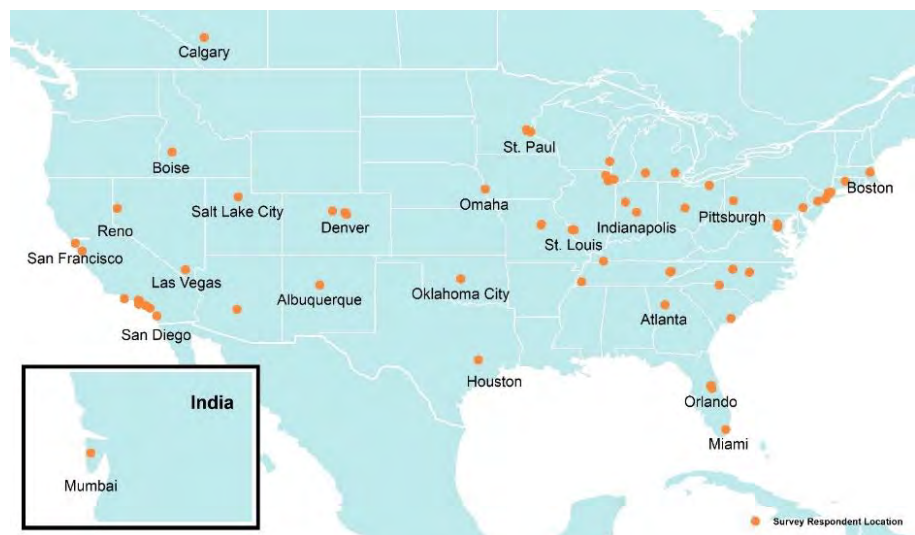 Calgary
St. Paul
Boise
Boston
Omaha
Salt Lake City
Pittsburgh
Reno
Denver
Indianapolis
St. Louis
San Francisco
Las Vegas
Albuquerque
Oklahoma City
Atlanta
San Diego
Houston
India
Orlando
Miami
Mumbai
Survey Respondent Location